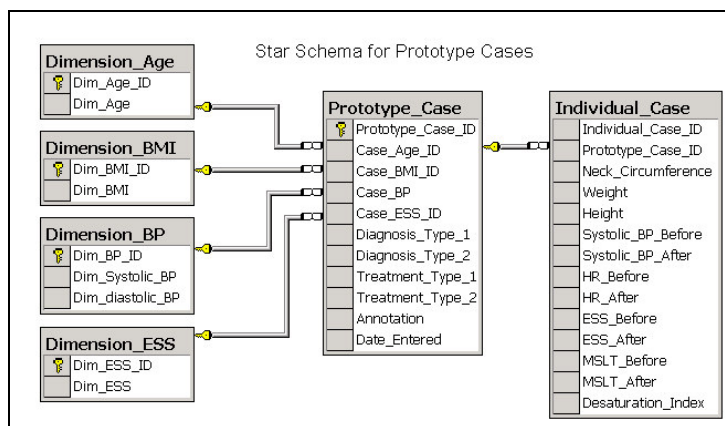 Star Schema for Prototype Cases
Dimension_Age
Dim_Age_ID
Dim_Age
Dimension_BMI
Dim_BMI_ID
Dim_BMI
Dimension_BP
Dim_BP_ID
Dim_Systolic_BP
Dim_diastolic_BP
Dimension_ESS
Dim_ESS_ID
Dim_ESS
Prototype_Case
Prototype_Case_ID
Case_Age_ID
Case_BMI_ID
Case_BP
Case_ESS_ID
Diagnosis_Type_1
Diagnosis_Type_2
Treatment_Type_1
Treatment_Type_2
Annotation
Date_Entered
Individual_Case
Individual_Case_ID
Prototype_Case_ID
Neck_Circumference
Weight
Height
Systolic_BP_Before
Systolic_BP_After
HR_Before
HR_After
ESS_Before
ESS_After
MSLT_Before
MSLT_After
Desaturation_Index